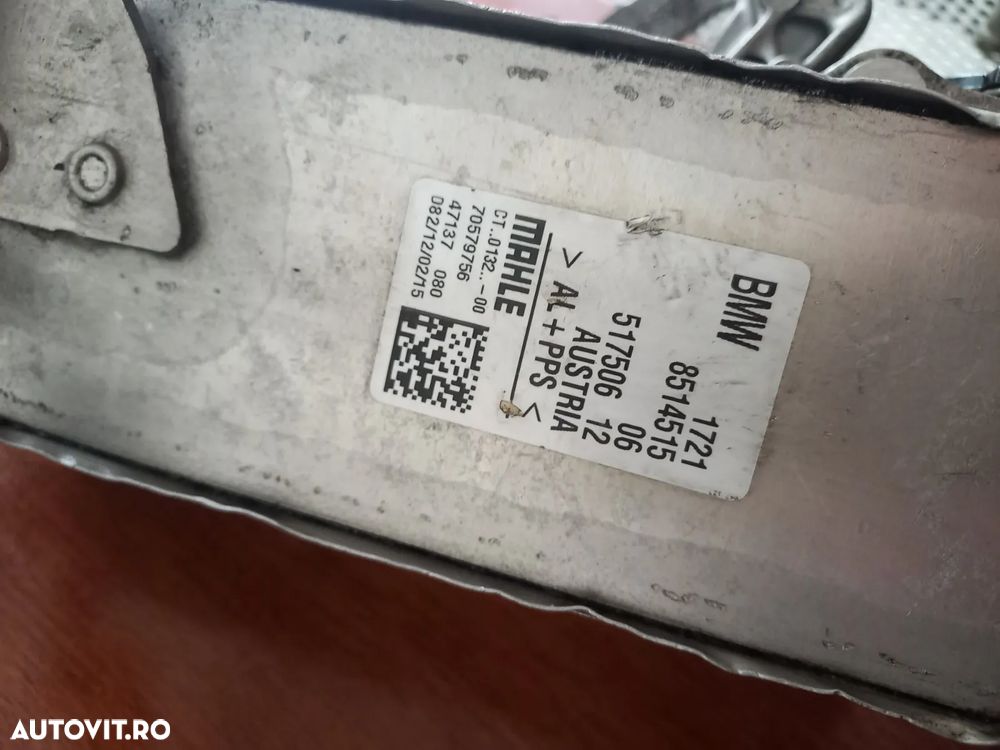 BMW 1721
8514515 06
517506 12
AUSTRIA
> AL + PPS <
MAHLE
CT..0132..-00
70579756
47137 080
D82/12/02/15
AUTOVIT.RO